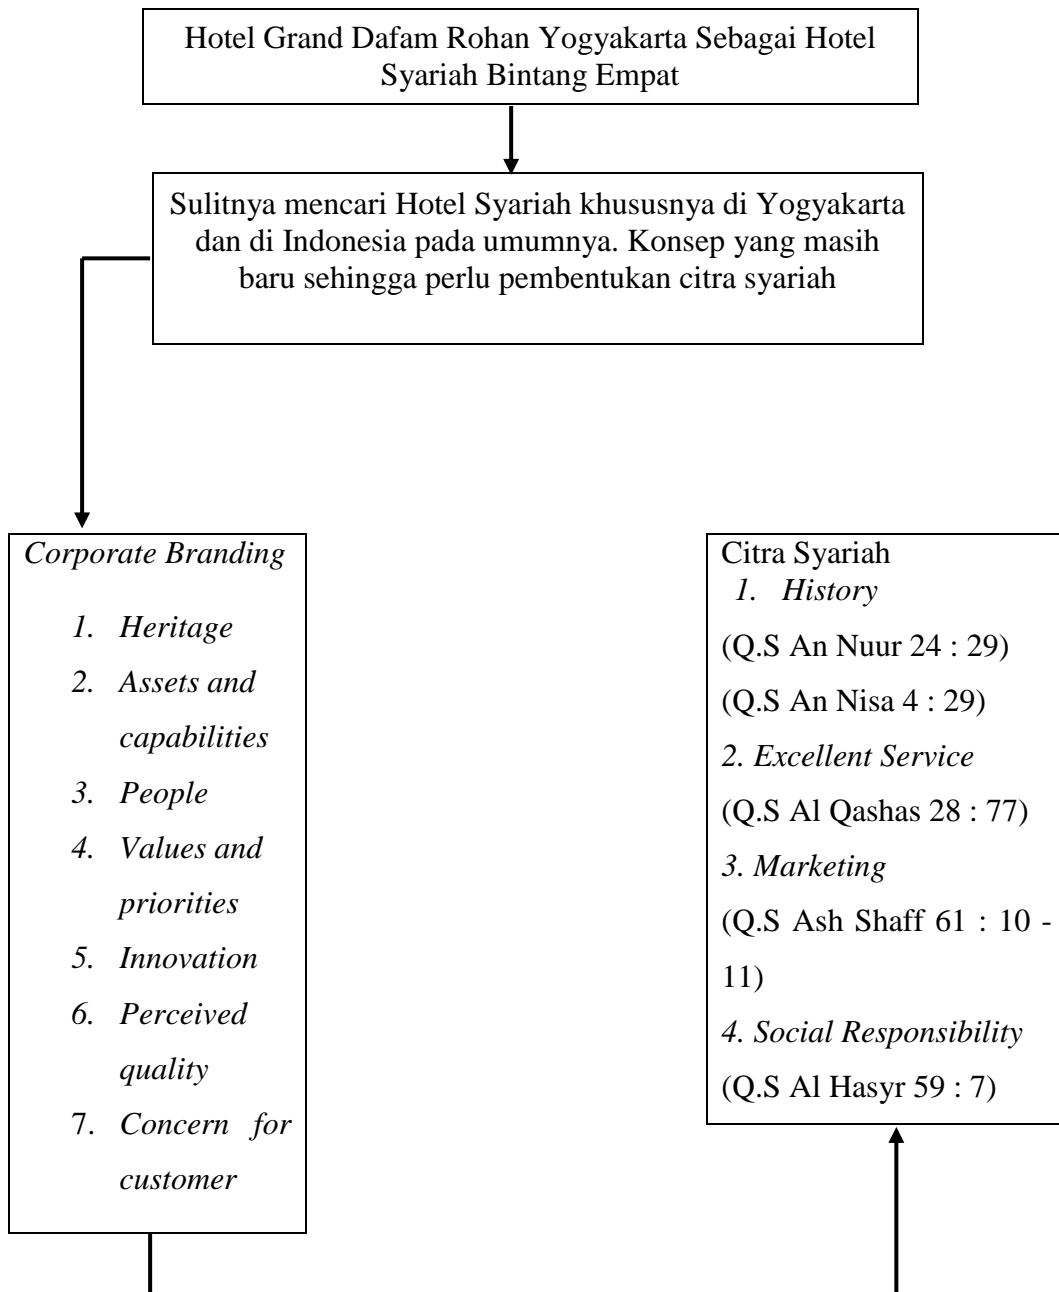 Hotel Grand Dafam Rohan Yogyakarta Sebagai Hotel
Syariah Bintang Empat
Sulitnya mencari Hotel Syariah khususnya di Yogyakarta
dan di Indonesia pada umumnya. Konsep yang masih
baru sehingga perlu pembentukan citra syariah
Corporate Branding
1. Heritage
2. Assets and
capabilities
3. People
4. Values and
priorities
5. Innovation
6. Perceived
quality
7. Concern for
customer
Citra Syariah
1. History
(Q.S An Nuur 24 : 29)
(Q.S An Nisa 4 : 29)
2. Excellent Service
(Q.S Al Qashas 28 : 77)
3. Marketing
(Q.S Ash Shaff 61 : 10 -
11)
4. Social Responsibility
(Q.S Al Hasyr 59 : 7)